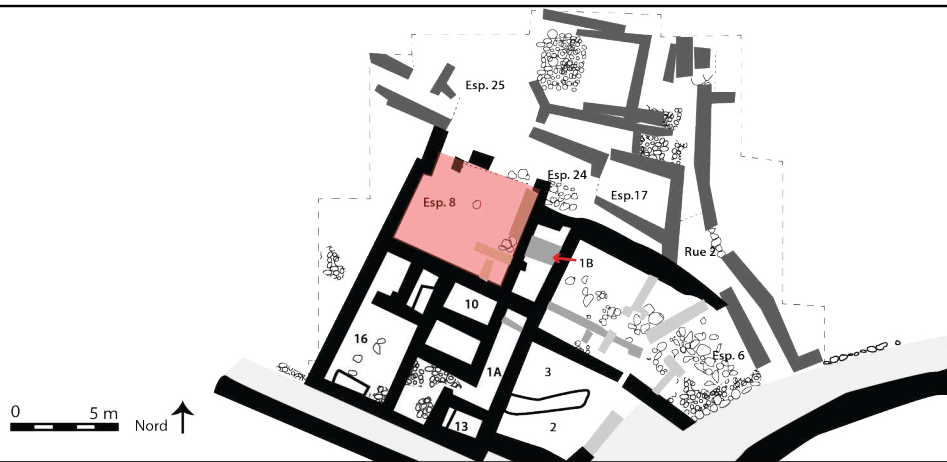 Esp. 25
Esp. 24
Esp.17
Esp. 8
Rue 2
1B
10
16
Esp. 6
1A
3
13
2
0 5 m
Nord